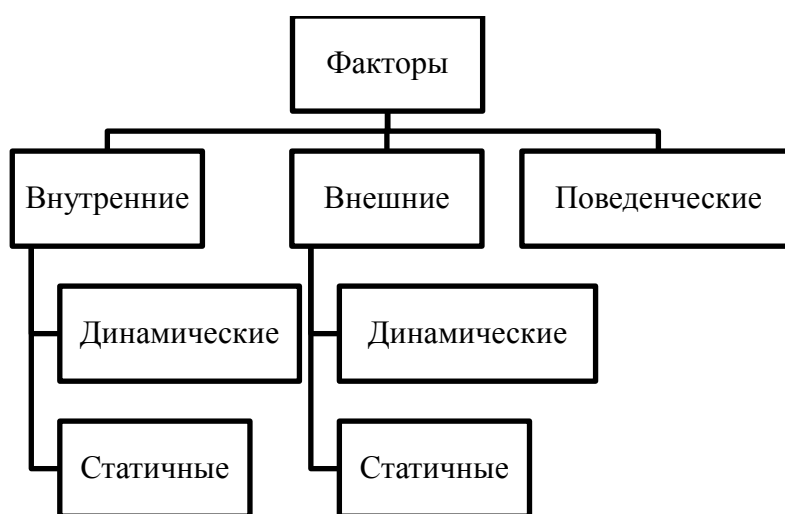 Факторы
Внутренние
Внешние
Поведенческие
Динамические
Динамические
Статичные
Статичные